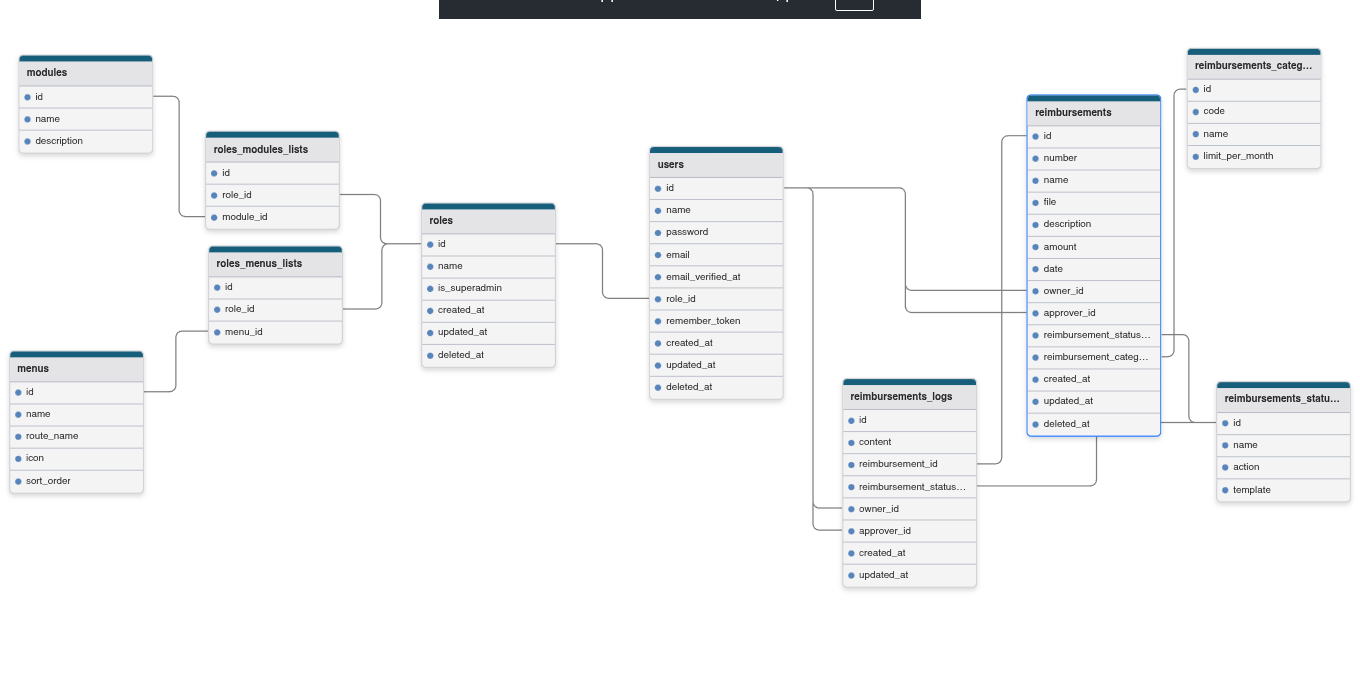 modules
id
name
description
roles_modules_lists
id
role_id
module_id
roles_menus_lists
id
role_id
menu_id
menus
id
name
route_name
icon
sort_order
roles
id
name
is_superadmin
created_at
updated_at
deleted_at
users
id
name
password
email
email_verified_at
role_id
remember_token
created_at
updated_at
deleted_at
reimbursements_logs
id
content
reimbursement_id
reimbursement_status...
owner_id
approver_id
created_at
updated_at
reimbursements
id
number
name
file
description
amount
date
owner_id
approver_id
reimbursement_status...
reimbursement_categ...
created_at
updated_at
deleted_at
reimbursements_categ...
id
code
name
limit_per_month
reimbursements_statu...
id
name
action
template